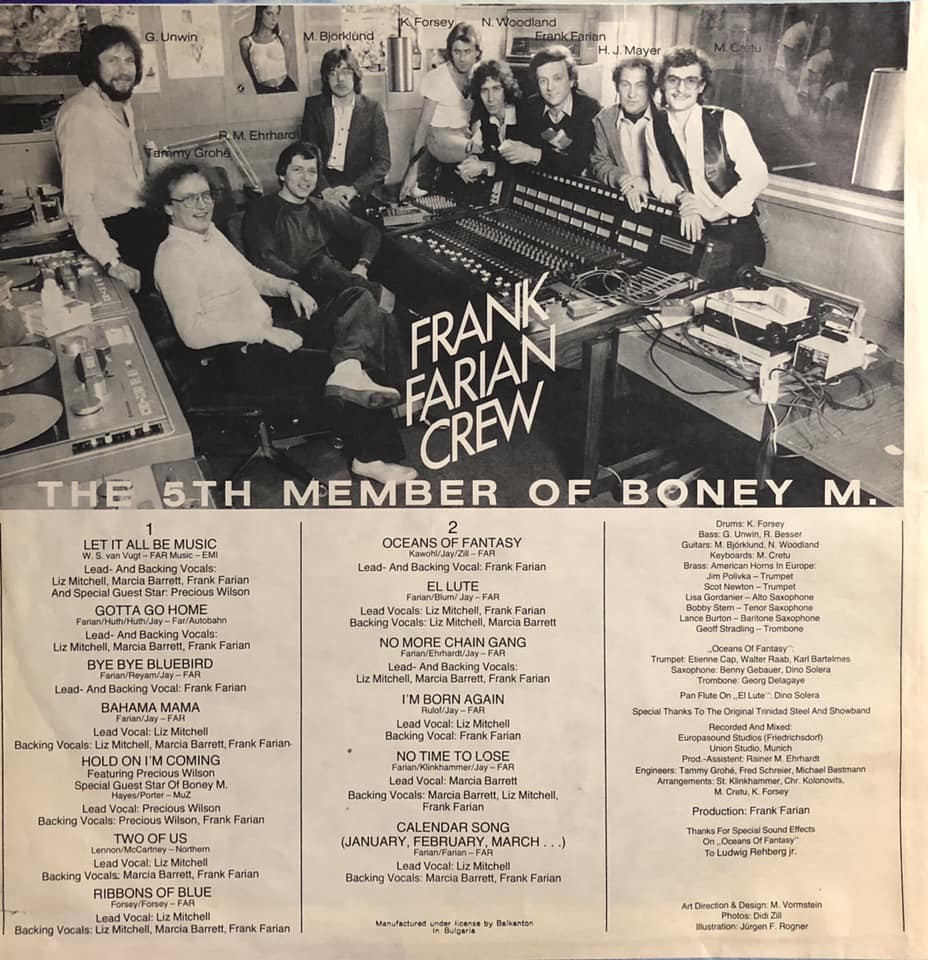 K. Forsey
N. Woodland
G. Unwin
M. Björklund
Frank Farian
H. J. Mayer
M. Cretu
R. M. Ehrhardt
Tammy Grohé
FRANK
FARIAN
CREW
THE 5TH MEMBER OF BONEY M.
1
LET IT ALL BE MUSIC
W. S. van Vugt – FAR Music – EMI
Lead- And Backing Vocals:
Liz Mitchell, Marcia Barrett, Frank Farian
And Special Guest Star: Precious Wilson
GOTTA GO HOME
Farian/Huth/Huth/Jay – Far/Autobahn
Lead- And Backing Vocals:
Liz Mitchell, Marcia Barrett, Frank Farian
BYE BYE BLUEBIRD
Farian/Reyam/Jay – FAR
Lead- And Backing Vocal: Frank Farian
BAHAMA MAMA
Farian/Jay – FAR
Lead Vocal: Liz Mitchell
Backing Vocals: Liz Mitchell, Marcia Barrett, Frank Farian
HOLD ON I'M COMING
Featuring Precious Wilson
Special Guest Star Of Boney M.
Hayes/Porter – MuZ
Lead Vocal: Precious Wilson
Backing Vocals: Precious Wilson, Frank Farian
TWO OF US
Lennon/McCartney – Northern
Lead Vocal: Liz Mitchell
Backing Vocals: Marcia Barrett, Frank Farian
RIBBONS OF BLUE
Forsey/Forsey – FAR
Lead Vocal: Liz Mitchell
Backing Vocals: Liz Mitchell, Marcia Barrett, Frank Farian
2
OCEANS OF FANTASY
Kawohl/Jay/Zill – FAR
Lead- And Backing Vocal: Frank Farian
EL LUTE
Farian/Blum/ Jay – FAR
Lead Vocals: Liz Mitchell, Frank Farian
Backing Vocals: Liz Mitchell, Marcia Barrett
NO MORE CHAIN GANG
Farian/Ehrhardt/Jay – FAR
Lead- And Backing Vocals:
Liz Mitchell, Marcia Barrett, Frank Farian
I'M BORN AGAIN
Rulof/Jay – FAR
Lead Vocal: Liz Mitchell
Backing Vocal: Frank Farian
NO TIME TO LOSE
Farian/Klinkhammer/Jay – FAR
Lead Vocal: Marcia Barrett
Backing Vocals: Marcia Barrett, Liz Mitchell,
Frank Farian
CALENDAR SONG
(JANUARY, FEBRUARY, MARCH . . .)
Farian/Farian – FAR
Lead Vocal: Liz Mitchell
Backing Vocals: Marcia Barrett, Frank Farian
Manufactured under license by Balkanton
in Bulgaria
Drums: K. Forsey
Bass: G. Unwin, R. Besser
Guitars: M. Björklund, N. Woodland
Keyboards: M. Cretu
Brass: American Horns In Europe:
Jim Polivka – Trumpet
Scot Newton – Trumpet
Lisa Gordanier – Alto Saxophone
Bobby Stern – Tenor Saxophone
Lance Burton – Baritone Saxophone
Geoff Stradling – Trombone
„Oceans Of Fantasy":
Trumpet: Etienne Cap, Walter Raab, Karl Bartelmes
Saxophone: Benny Gebauer, Dino Solera
Trombone: Georg Delagaye
Pan Flute On „El Lute": Dino Solera
Special Thanks To The Original Trinidad Steel And Showband
Recorded And Mixed:
Europasound Studios (Friedrichsdorf)
Union Studio, Munich
Prod.-Assistent: Rainer M. Ehrhardt
Engineers: Tammy Grohé, Fred Schreier, Michael Bestmann
Arrangements: St. Klinkhammer, Chr. Kolonovits,
M. Cretu, K. Forsey
Production: Frank Farian
Thanks For Special Sound Effects
On „Oceans Of Fantasy"
To Ludwig Rehberg jr.
Art Direction & Design: M. Vormstein
Photos: Didi Zill
Illustration: Jürgen F. Rogner